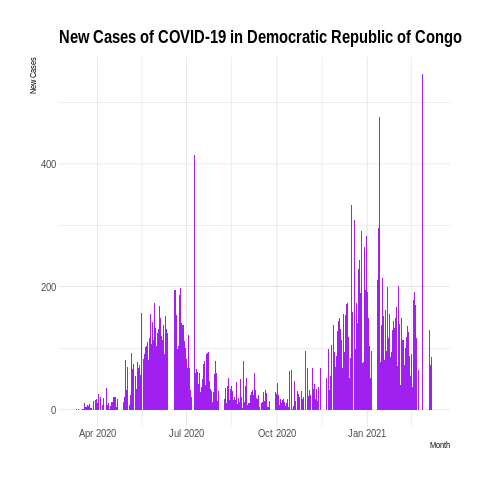 New Cases of COVID-19 in Democratic Republic of Congo
New Cases
400
200
0
Apr 2020 Jul 2020 Oct 2020 Jan 2021
Month